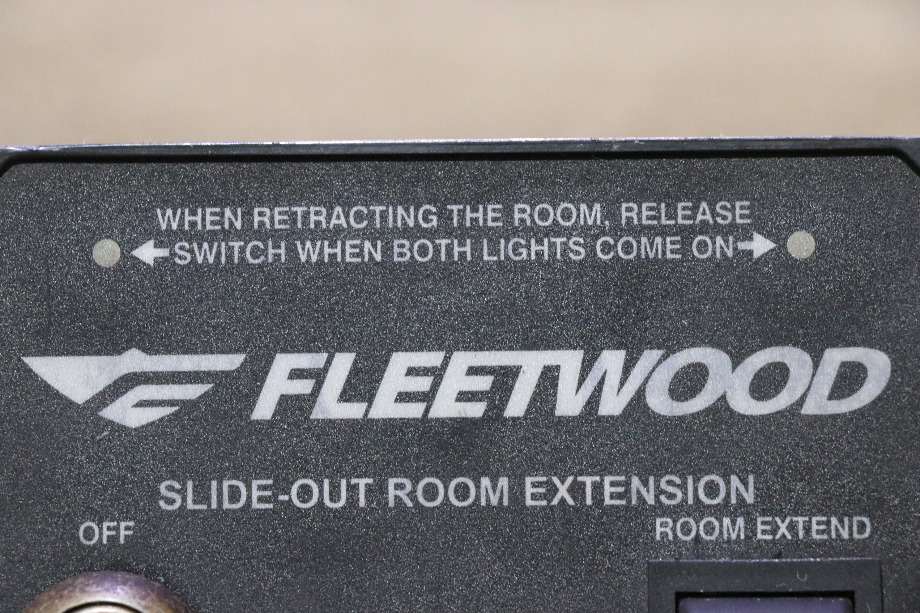 WHEN RETRACTING THE ROOM, RELEASE
SWITCH WHEN BOTH LIGHTS COME ON
FLEETWOOD
SLIDE-OUT ROOM EXTENSION
OFF
ROOM EXTEND